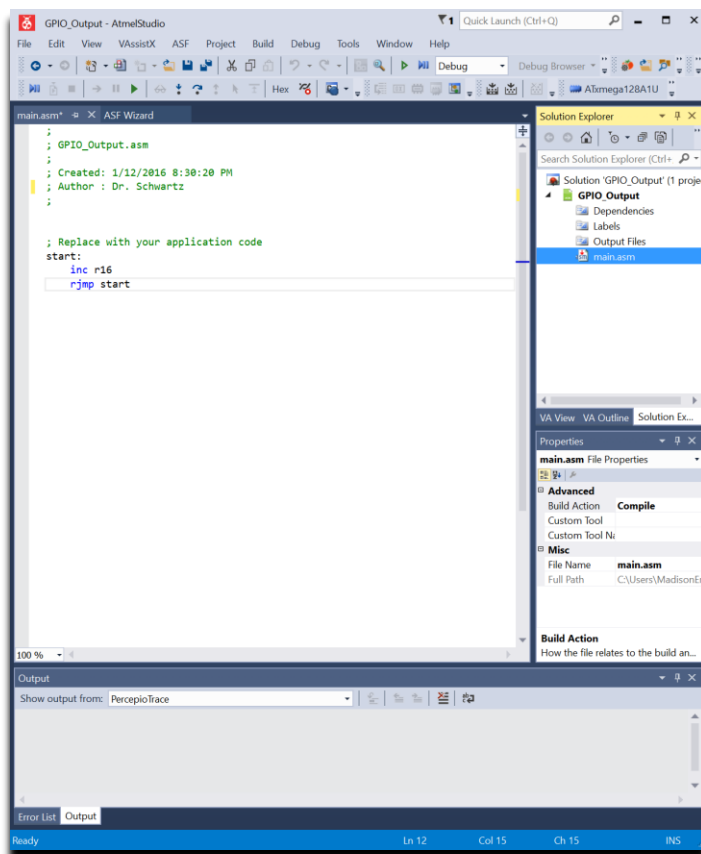 GPIO_Output - AtmelStudio
1
Quick Launch (Ctrl+Q)
File Edit View VAssistX ASF Project Build Debug Tools Window Help
Debug
Debug Browser
Hex
ATxmega128A1U
main.asm*
ASF Wizard
;
; GPIO_Output.asm
;
; Created: 1/12/2016 8:30:20 PM
; Author : Dr. Schwartz
;
; Replace with your application code
start:
inc r16
rjmp start
100 %
Solution Explorer
Search Solution Explorer (Ctrl+
Solution 'GPIO_Output' (1 proje
GPIO_Output
Dependencies
Labels
Output Files
main.asm
VA View VA Outline Solution Ex...
Properties
main.asm File Properties
Advanced
Build Action Compile
Custom Tool
Custom Tool Na
Misc
File Name main.asm
Full Path C:\Users\MadisonE
Build Action
How the file relates to the build an...
Output
Show output from: PercepioTrace
Error List Output
Ready Ln 12 Col 15 Ch 15 INS